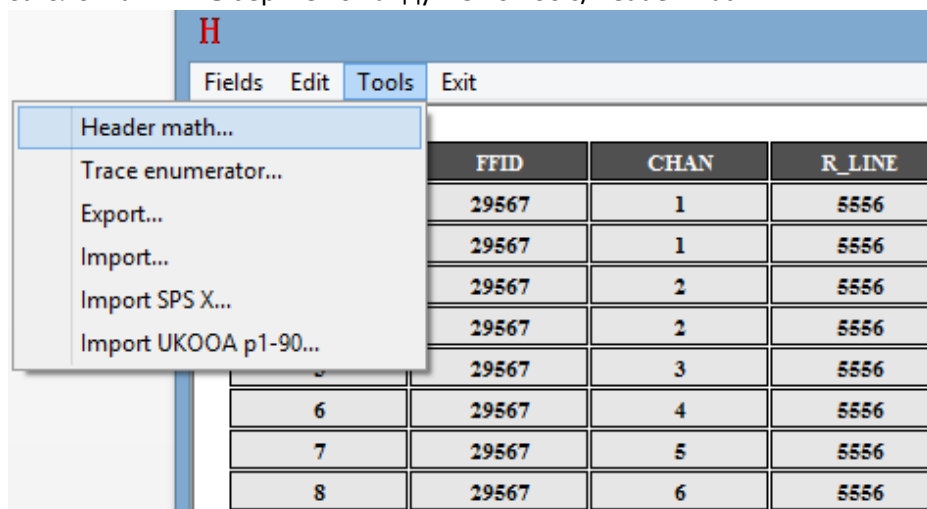 H
Fields Edit Tools Exit
Header math...
Trace enumerator...
Export...
Import...
Import SPS X...
Import UKOOA p1-90...
FFID CHAN R_LINE
29567 1 5556
29567 1 5556
29567 2 5556
29567 2 5556
29567 3 5556
6 29567 4 5556
7 29567 5 5556
8 29567 6 5556